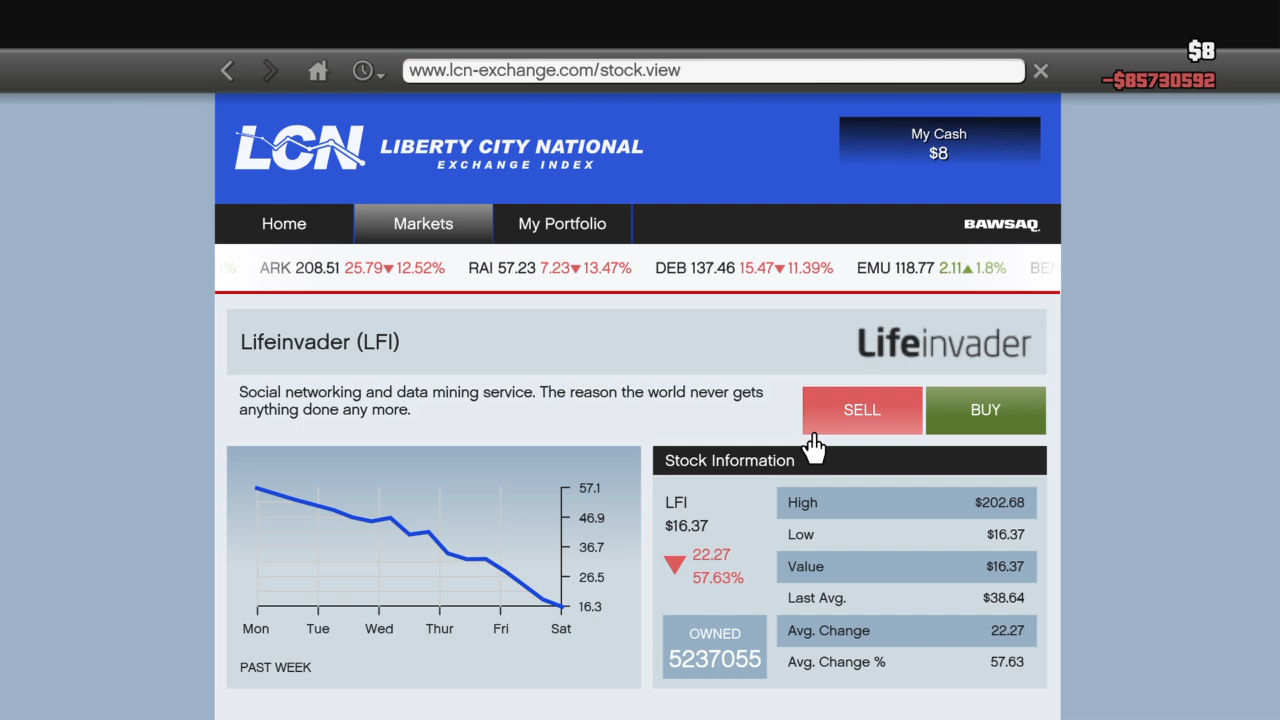 $8
-$85730592
www.lcn-exchange.com/stock.view
LCN LIBERTY CITY NATIONAL
EXCHANGE INDEX
My Cash
$8
Home Markets My Portfolio BAWSAQ
% ARK 208.51 25.79▼12.52% RAI 57.23 7.23▼13.47% DEB 137.46 15.47▼11.39% EMU 118.77 2.11▲1.8% BEN
Lifeinvader (LFI)
Lifeinvader
Social networking and data mining service. The reason the world never gets
anything done any more.
SELL BUY
57.1
46.9
36.7
26.5
16.3
Mon Tue Wed Thur Fri Sat
PAST WEEK
Stock Information
LFI
$16.37
22.27
57.63%
OWNED
5237055
High $202.68
Low $16.37
Value $16.37
Last Avg. $38.64
Avg. Change 22.27
Avg. Change % 57.63